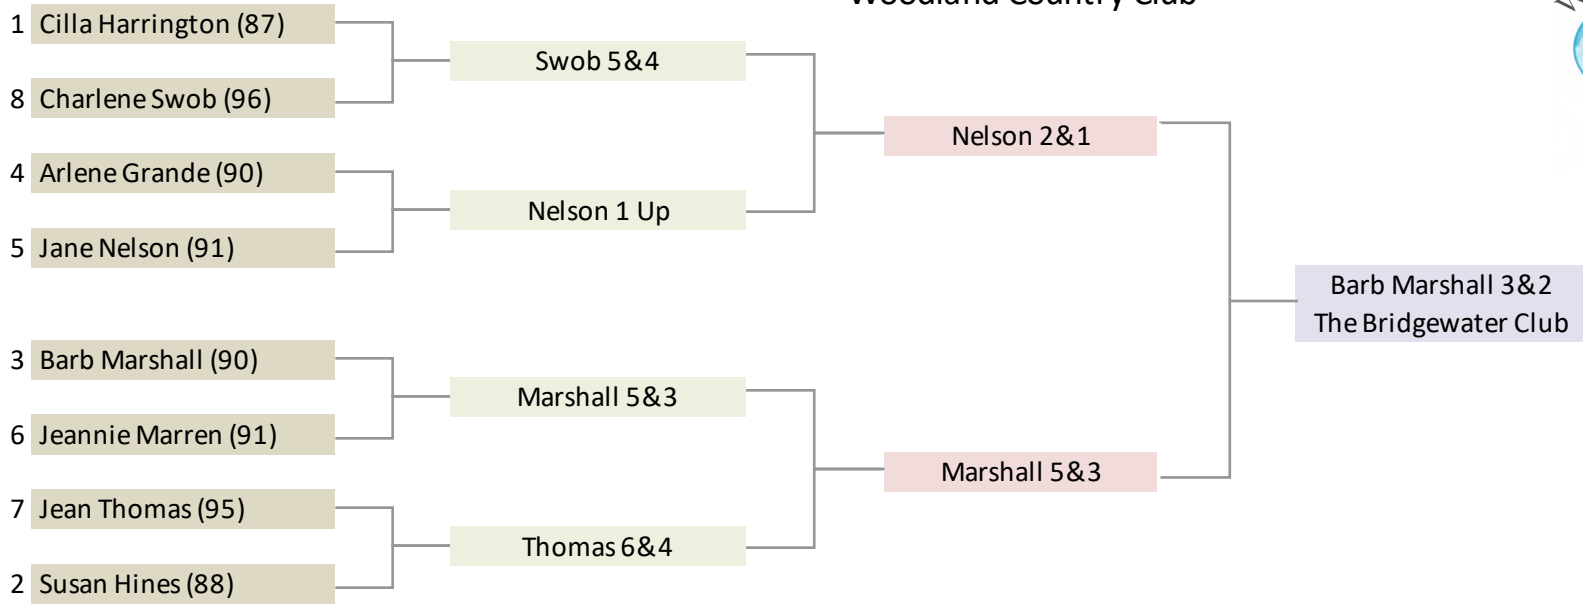 Woodland Country Club
1 Cilla Harrington (87)
8 Charlene Swob (96)
4 Arlene Grande (90)
5 Jane Nelson (91)
3 Barb Marshall (90)
6 Jeannie Marren (91)
7 Jean Thomas (95)
2 Susan Hines (88)
Swob 5&4
Nelson 1 Up
Marshall 5&3
Thomas 6&4
Nelson 2&1
Marshall 5&3
Barb Marshall 3&2
The Bridgewater Club